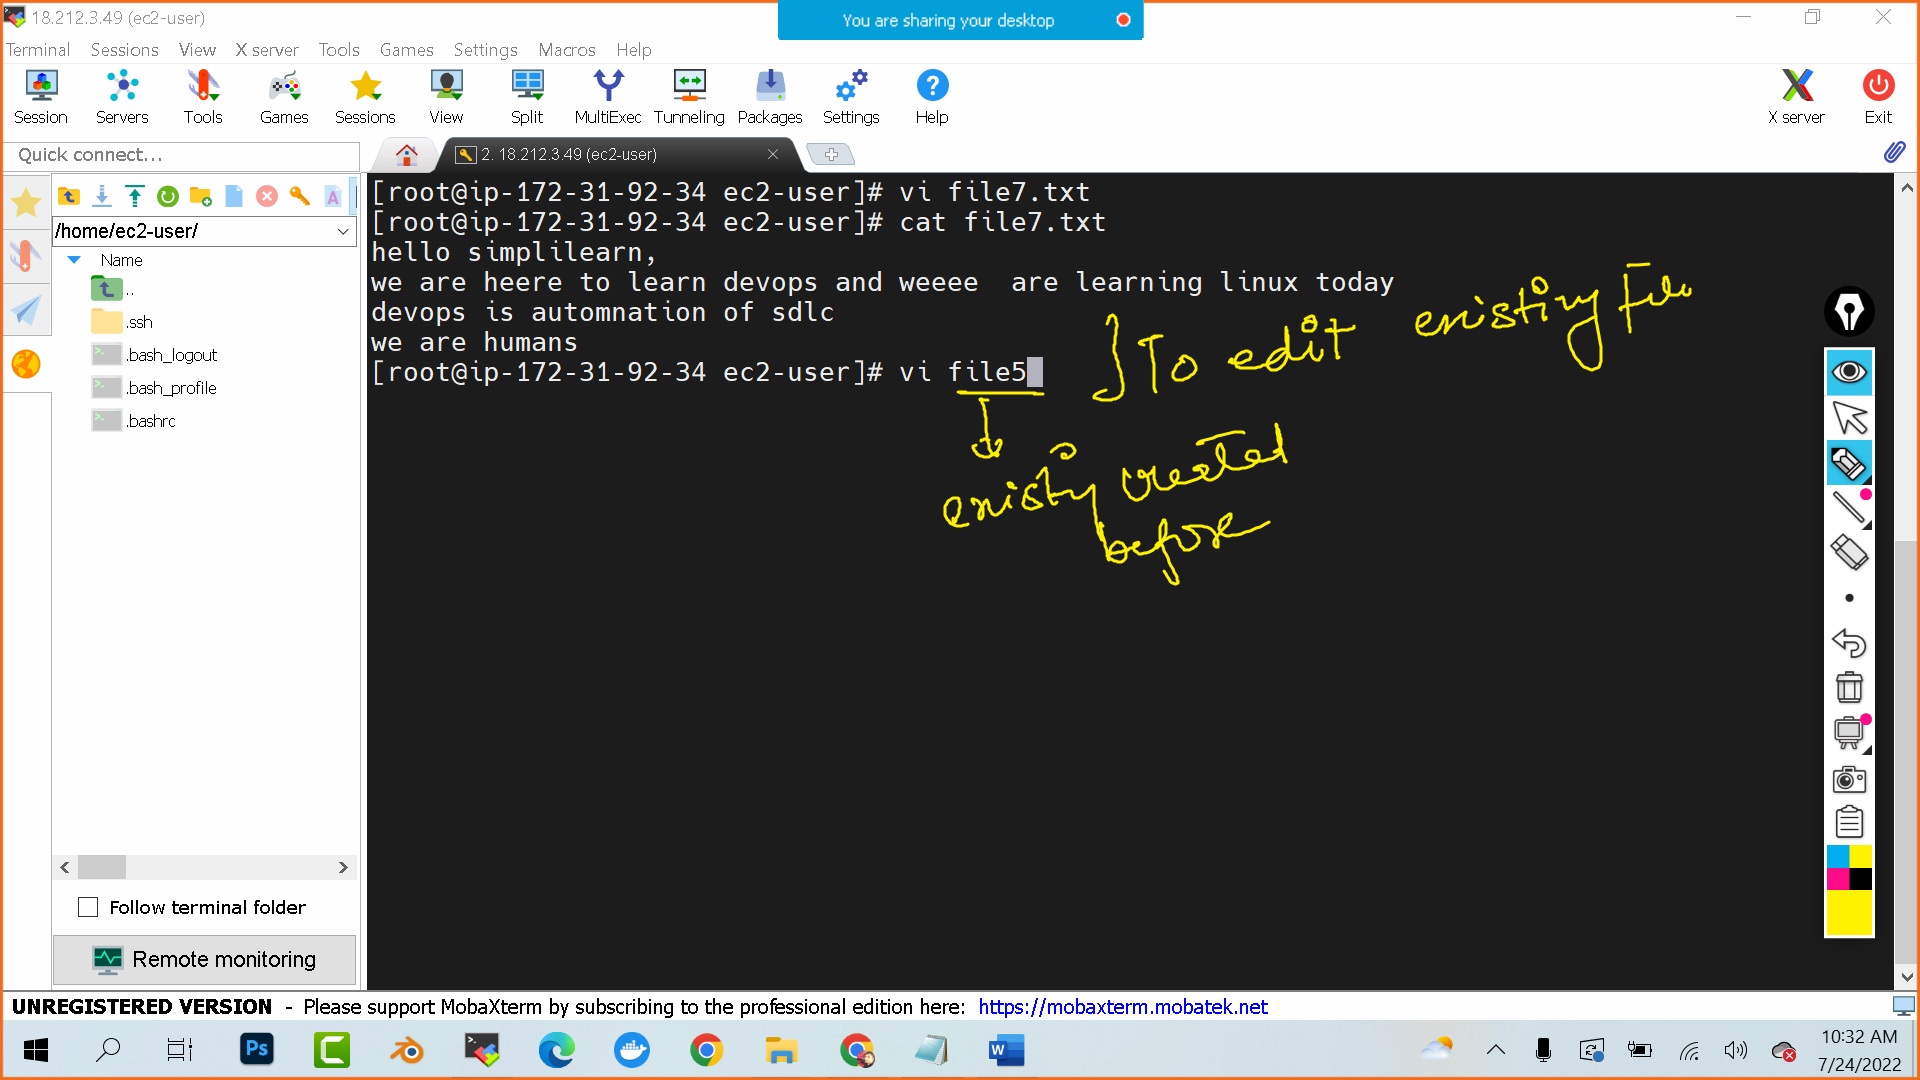 18.212.3.49 (ec2-user)
You are sharing your desktop
Terminal Sessions View X server Tools Games Settings Macros Help
Session Servers Tools Games Sessions View Split MultiExec Tunneling Packages Settings Help X server Exit
Quick connect...
2. 18.212.3.49 (ec2-user)
/home/ec2-user/
Name
..
.ssh
.bash_logout
.bash_profile
.bashrc
[root@ip-172-31-92-34 ec2-user]# vi file7.txt
[root@ip-172-31-92-34 ec2-user]# cat file7.txt
hello simplilearn,
we are heere to learn devops and weeee  are learning linux today
devops is automnation of sdlc
we are humans
[root@ip-172-31-92-34 ec2-user]# vi file5
To edit existing file
existing created
before
Follow terminal folder
Remote monitoring
UNREGISTERED VERSION - Please support MobaXterm by subscribing to the professional edition here: https://mobaxterm.mobatek.net
Ps
W
10:32 AM
7/24/2022